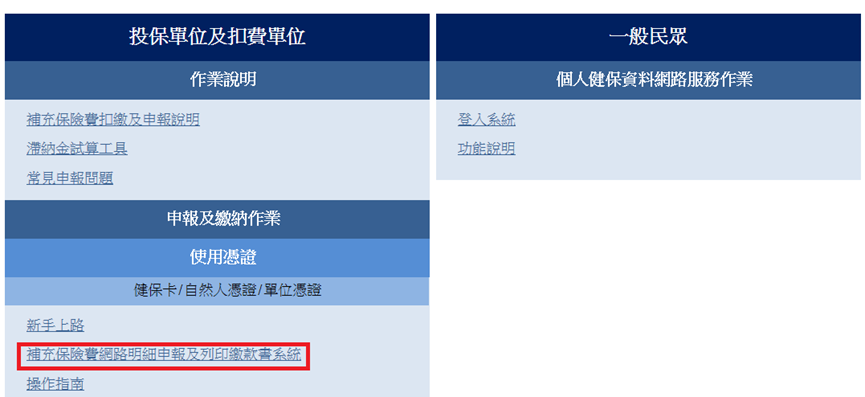 投保單位及扣費單位
作業說明
補充保險費扣繳及申報說明
滯納金試算工具
常見申報問題
申報及繳納作業
使用憑證
健保卡/自然人憑證/單位憑證
新手上路
補充保險費網路明細申報及列印繳款書系統
操作指南
一般民眾
個人健保資料網路服務作業
登入系統
功能說明